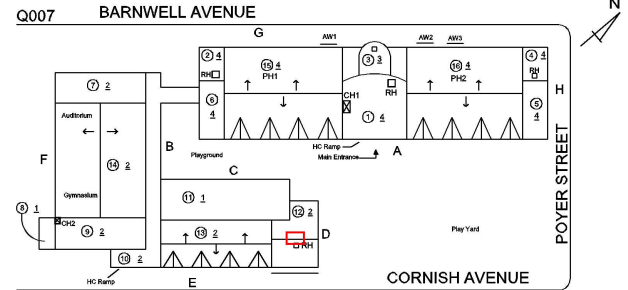 Q007 BARNWELL AVENUE N
G
AW1 AW2 AW3
2 4 15 4 3 3 16 4 4 4
RH PH1 PH2 RH
7 2 6 4 CH1 RH 5 4 H
Auditorium
1 4
HC Ramp
Main Entrance A
F B Playground
14 2 C
Gymnasium 11 1
8 1 12 2
CH2 9 2 13 2 D Play Yard
RH
10 2
HC Ramp E CORNISH AVENUE
POYER STREET